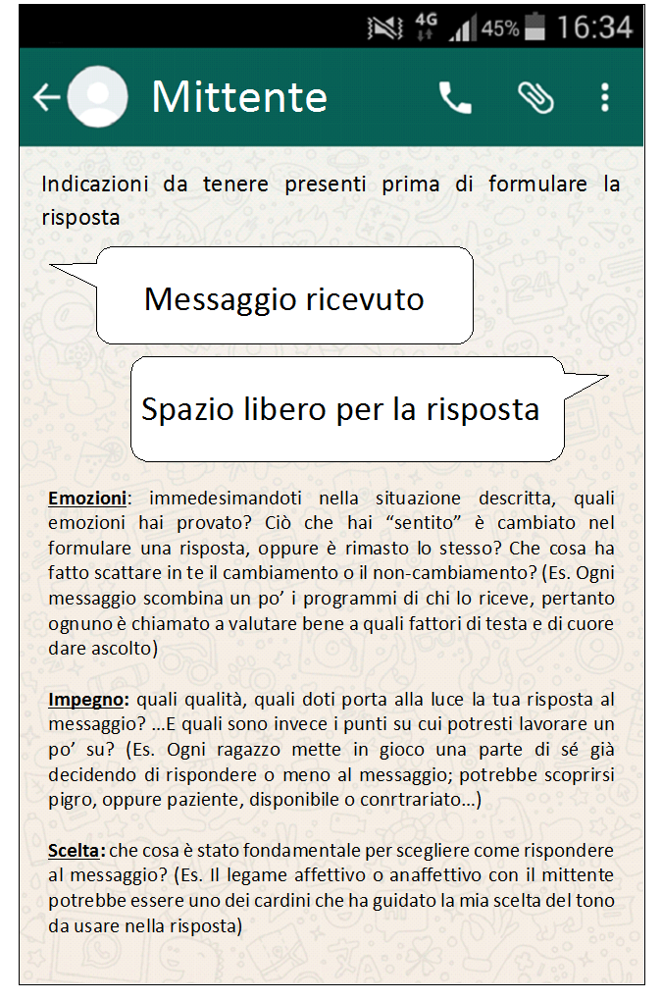 4G 45% 16:34
Mittente
Indicazioni da tenere presenti prima di formulare la
risposta
Messaggio ricevuto
Spazio libero per la risposta
Emozioni: immedesimandoti nella situazione descritta, quali
emozioni hai provato? Ciò che hai “sentito” è cambiato nel
formulare una risposta, oppure è rimasto lo stesso? Che cosa ha
fatto scattare in te il cambiamento o il non-cambiamento? (Es. Ogni
messaggio scombina un po’ i programmi di chi lo riceve, pertanto
ognuno è chiamato a valutare bene a quali fattori di testa e di cuore
dare ascolto)
Impegno: quali qualità, quali doti porta alla luce la tua risposta al
messaggio? ...E quali sono invece i punti su cui potresti lavorare un
po’ su? (Es. Ogni ragazzo mette in gioco una parte di sé già
decidendo di rispondere o meno al messaggio; potrebbe scoprirsi
pigro, oppure paziente, disponibile o conrtrariato...)
Scelta: che cosa è stato fondamentale per scegliere come rispondere
al messaggio? (Es. Il legame affettivo o anaffettivo con il mittente
potrebbe essere uno dei cardini che ha guidato la mia scelta del tono
da usare nella risposta)